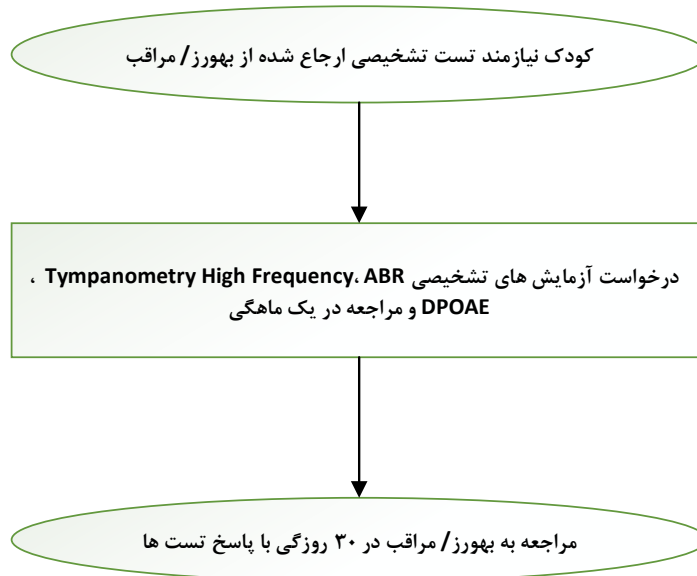 کودک نیازمند تست تشخیصی ارجاع شده از بهورز/ مراقب
درخواست آزمایش های تشخیصی Tympanometry High Frequency، ABR ،
DPOAE و مراجعه در یک ماهگی
مراجعه به بهورز/ مراقب در ۳۰ روزگی با پاسخ تست ها